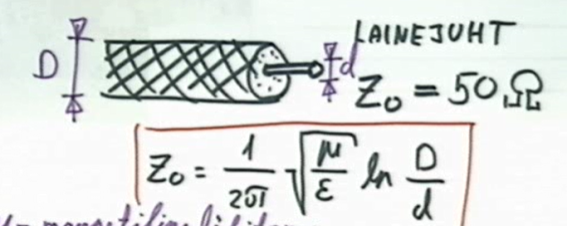 LAINEJUHT
D
d
Z₀ = 50 Ω
Z₀ = 1/2π √μ/ε ln D/d